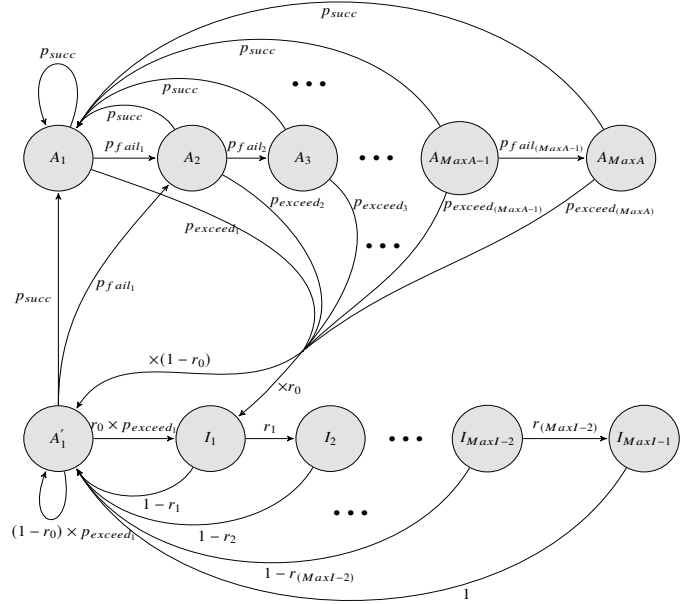 p_succ
p_succ
p_succ
p_succ
p_succ
...
A_1
p_fail_1
A_2
p_fail_2
A_3
...
A_MaxA−1
p_fail_(MaxA−1)
A_MaxA
p_exceed_1
p_exceed_2
p_exceed_3
p_exceed_(MaxA−1)
p_exceed_(MaxA)
...
p_succ
p_fail_1
×(1 − r_0)
×r_0
A'_1
r_0 × p_exceed_1
I_1
r_1
I_2
...
I_MaxI−2
r_(MaxI−2)
I_MaxI−1
(1 − r_0) × p_exceed_1
1 − r_1
1 − r_2
...
1 − r_(MaxI−2)
1